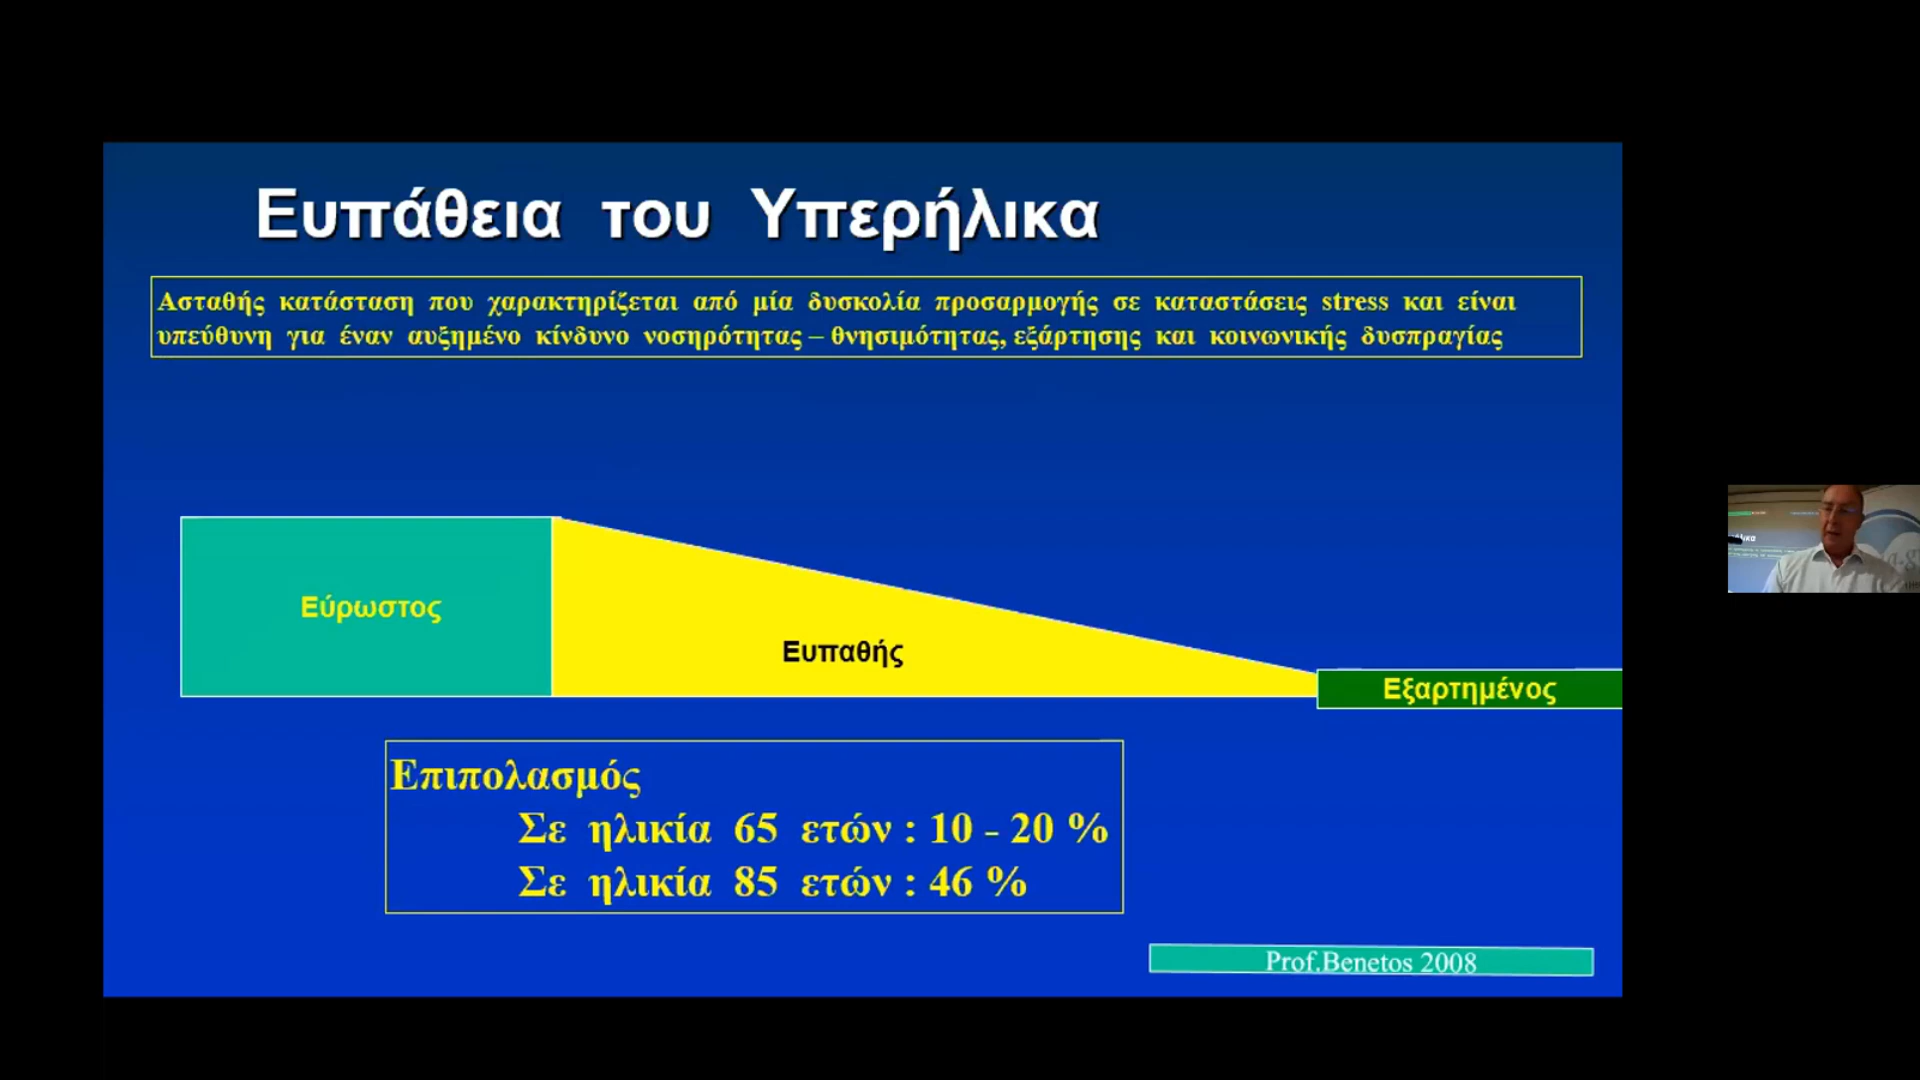 Ευπάθεια του Υπερήλικα
Ασταθής κατάσταση που χαρακτηρίζεται από μία δυσκολία προσαρμογής σε καταστάσεις stress και είναι
υπεύθυνη για έναν αυξημένο κίνδυνο νοσηρότητας – θνησιμότητας, εξάρτησης και κοινωνικής δυσπραγίας
Εύρωστος
Ευπαθής
Εξαρτημένος
Επιπολασμός
Σε ηλικία 65 ετών : 10 - 20 %
Σε ηλικία 85 ετών : 46 %
Prof.Benetos 2008